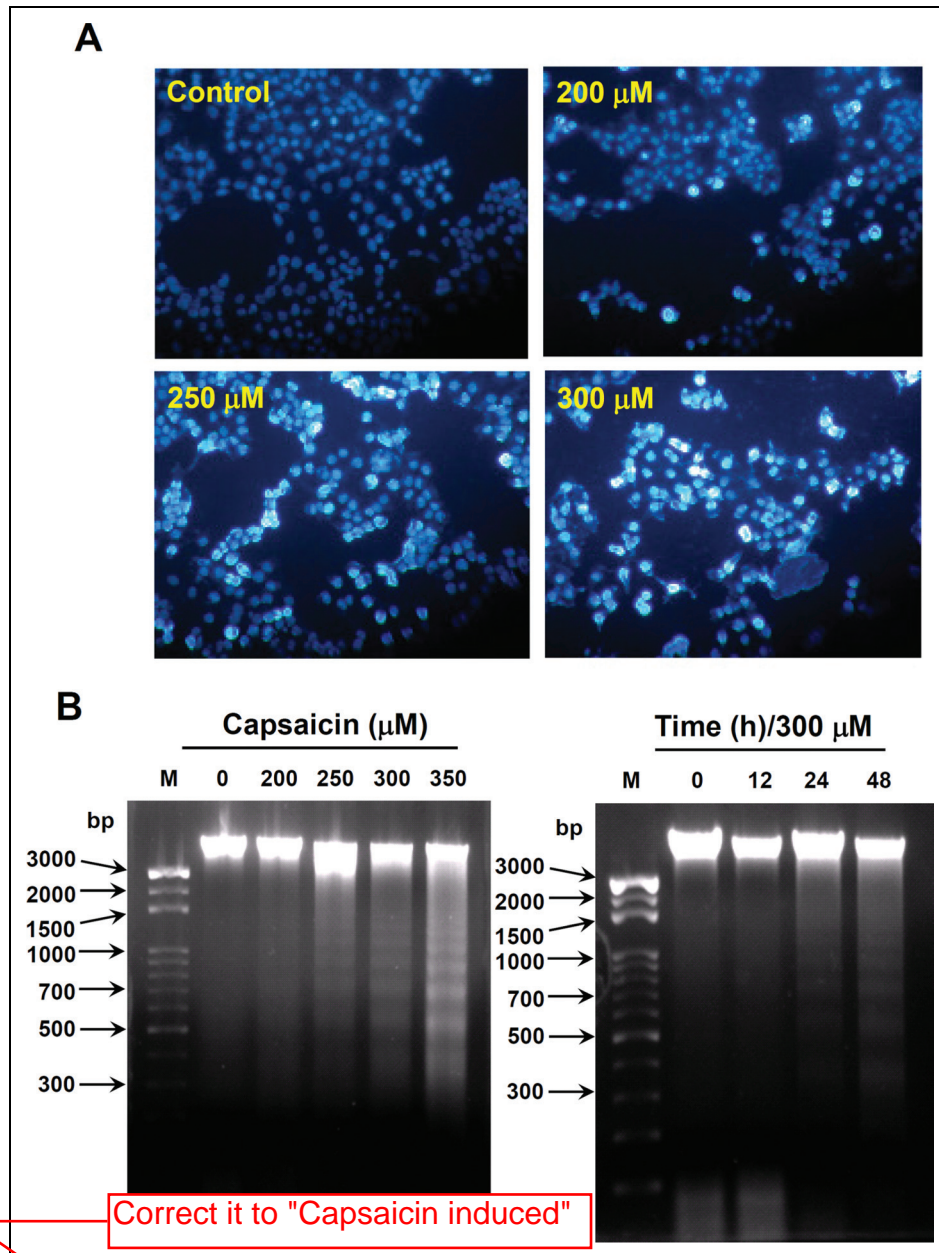 A
Control
200 μM
250 μM
300 μM
B
Capsaicin (μM)
M 0 200 250 300 350
bp
3000
2000
1500
1000
700
500
300
Time (h)/300 μM
M 0 12 24 48
bp
3000
2000
1500
1000
700
500
300
Correct it to "Capsaicin induced"